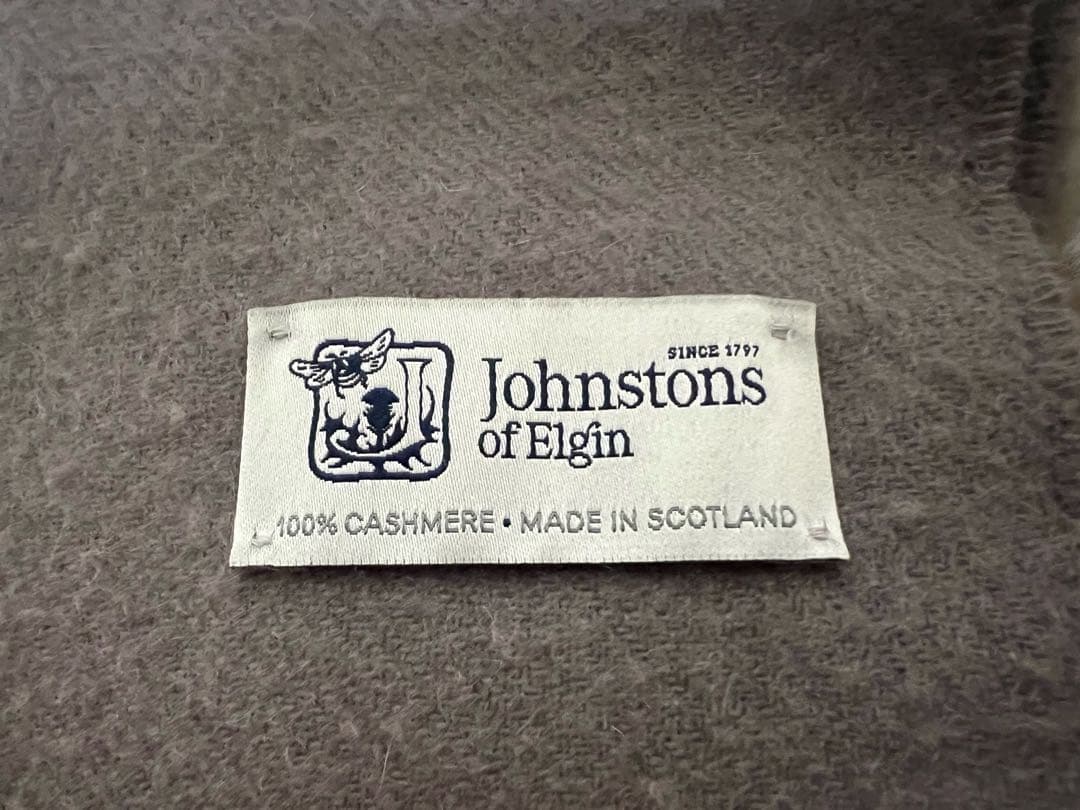 SINCE 1797
Johnstons
of Elgin
100% CASHMERE • MADE IN SCOTLAND